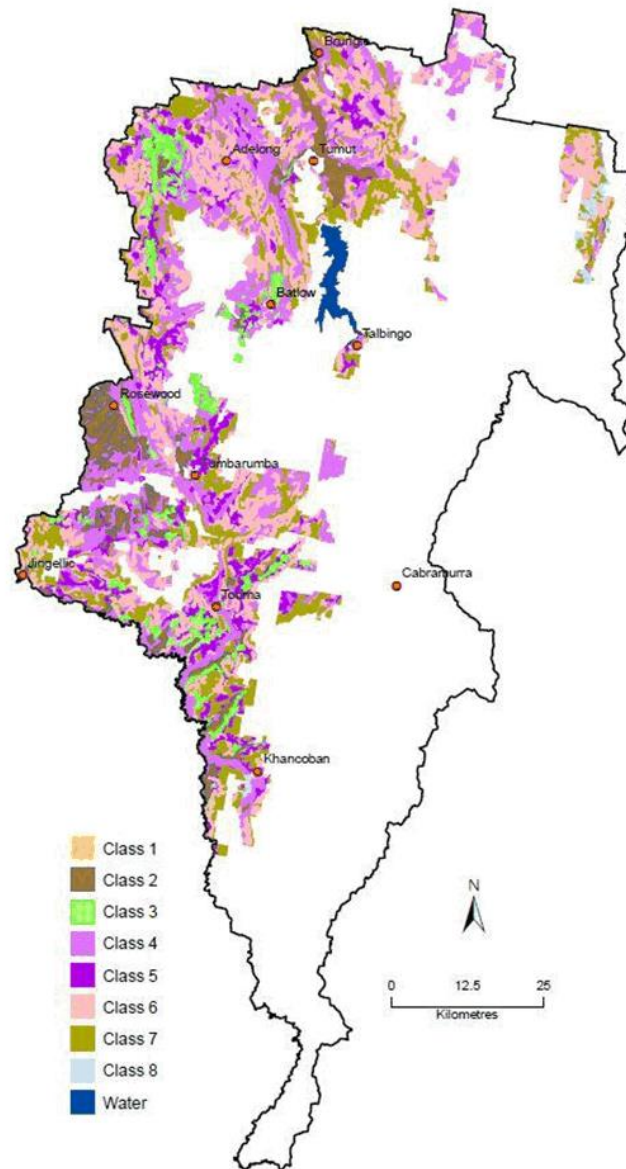 Adelong
Tumut
Batlow
Talbingo
Rosewood
Jingellic
Cabramurra
Khancoban
Class 1
Class 2
Class 3
Class 4
Class 5
Class 6
Class 7
Class 8
Water
N
0 12.5 25
Kilometres